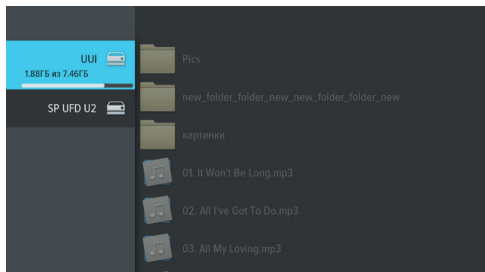 UUI
1.88ГБ из 7.46ГБ
SP UFD U2
Pics
new_folder_folder_new_new_folder_folder_new
картинки
01. It Won't Be Long.mp3
02. All I've Got To Do.mp3
03. All My Loving.mp3